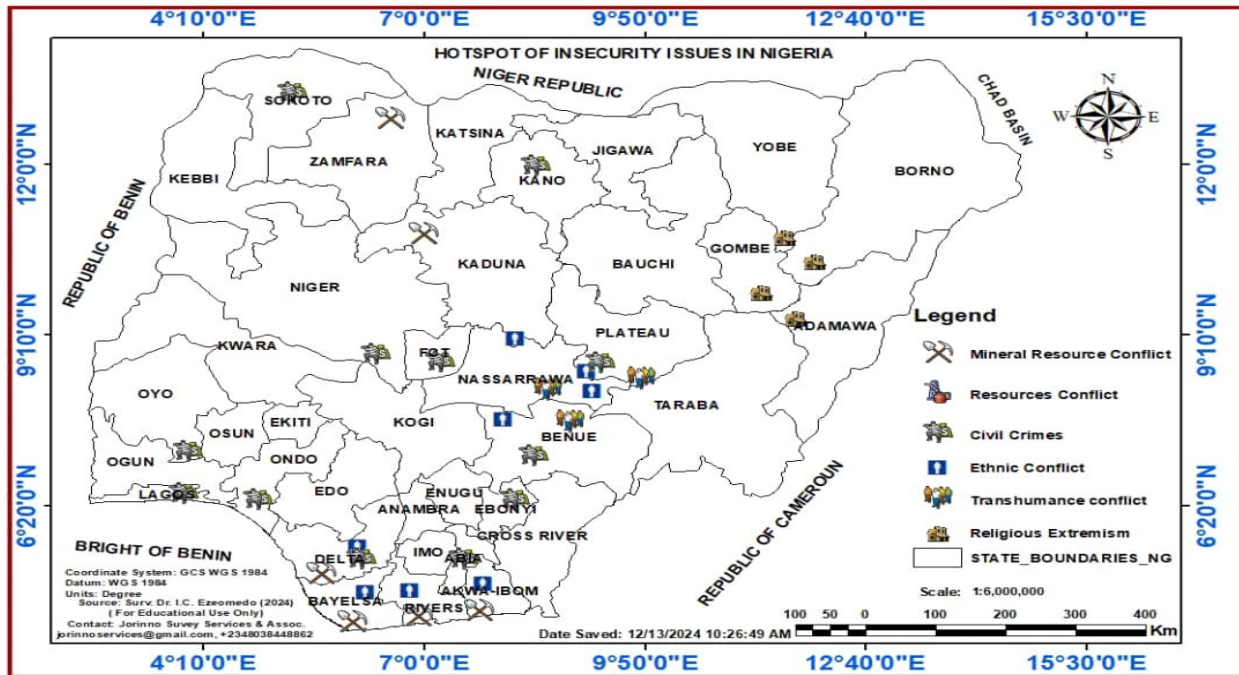 4°10'0"E 7°0'0"E 9°50'0"E 12°40'0"E 15°30'0"E
HOTSPOT OF INSECURITY ISSUES IN NIGERIA
NIGER REPUBLIC
CHAD BASIN
N
W E
S
SOKOTO
KATSINA
ZAMFARA
JIGAWA
YOBE
KEBBI
KANO
BORNO
12°0'0"N
12°0'0"N
REPUBLIC OF BENIN
GOMBE
KADUNA
BAUCHI
NIGER
PLATEAU
ADAMAWA
9°10'0"N
9°10'0"N
KWARA
FCT
NASSARRAWA
OYO
TARABA
KOGI
OSUN
EKITI
BENUE
OGUN
ONDO
LAGOS
EDO
ENUGU
ANAMBRA
EBONYI
6°20'0"N
6°20'0"N
CROSS RIVER
REPUBLIC OF CAMEROUN
BRIGHT OF BENIN
DELTA
IMO
ABIA
BAYELSA
AKWA-IBOM
RIVERS
Legend
Mineral Resource Conflict
Resources Conflict
Civil Crimes
Ethnic Conflict
Transhumance conflict
Religious Extremism
STATE_BOUNDARIES_NG
Scale: 1:6,000,000
100 50 0 100 200 300 400
Km
Coordinate System: GCS WGS 1984
Datum: WGS 1984
Units: Degree
Source: Surv. Dr. I.C. Ezeomedo (2024)
( For Educational Use Only)
Contact: Jorinno Suvey Services & Assoc.
jorinnoservices@gmail.com, +2348038448862
Date Saved: 12/13/2024 10:26:49 AM
4°10'0"E 7°0'0"E 9°50'0"E 12°40'0"E 15°30'0"E